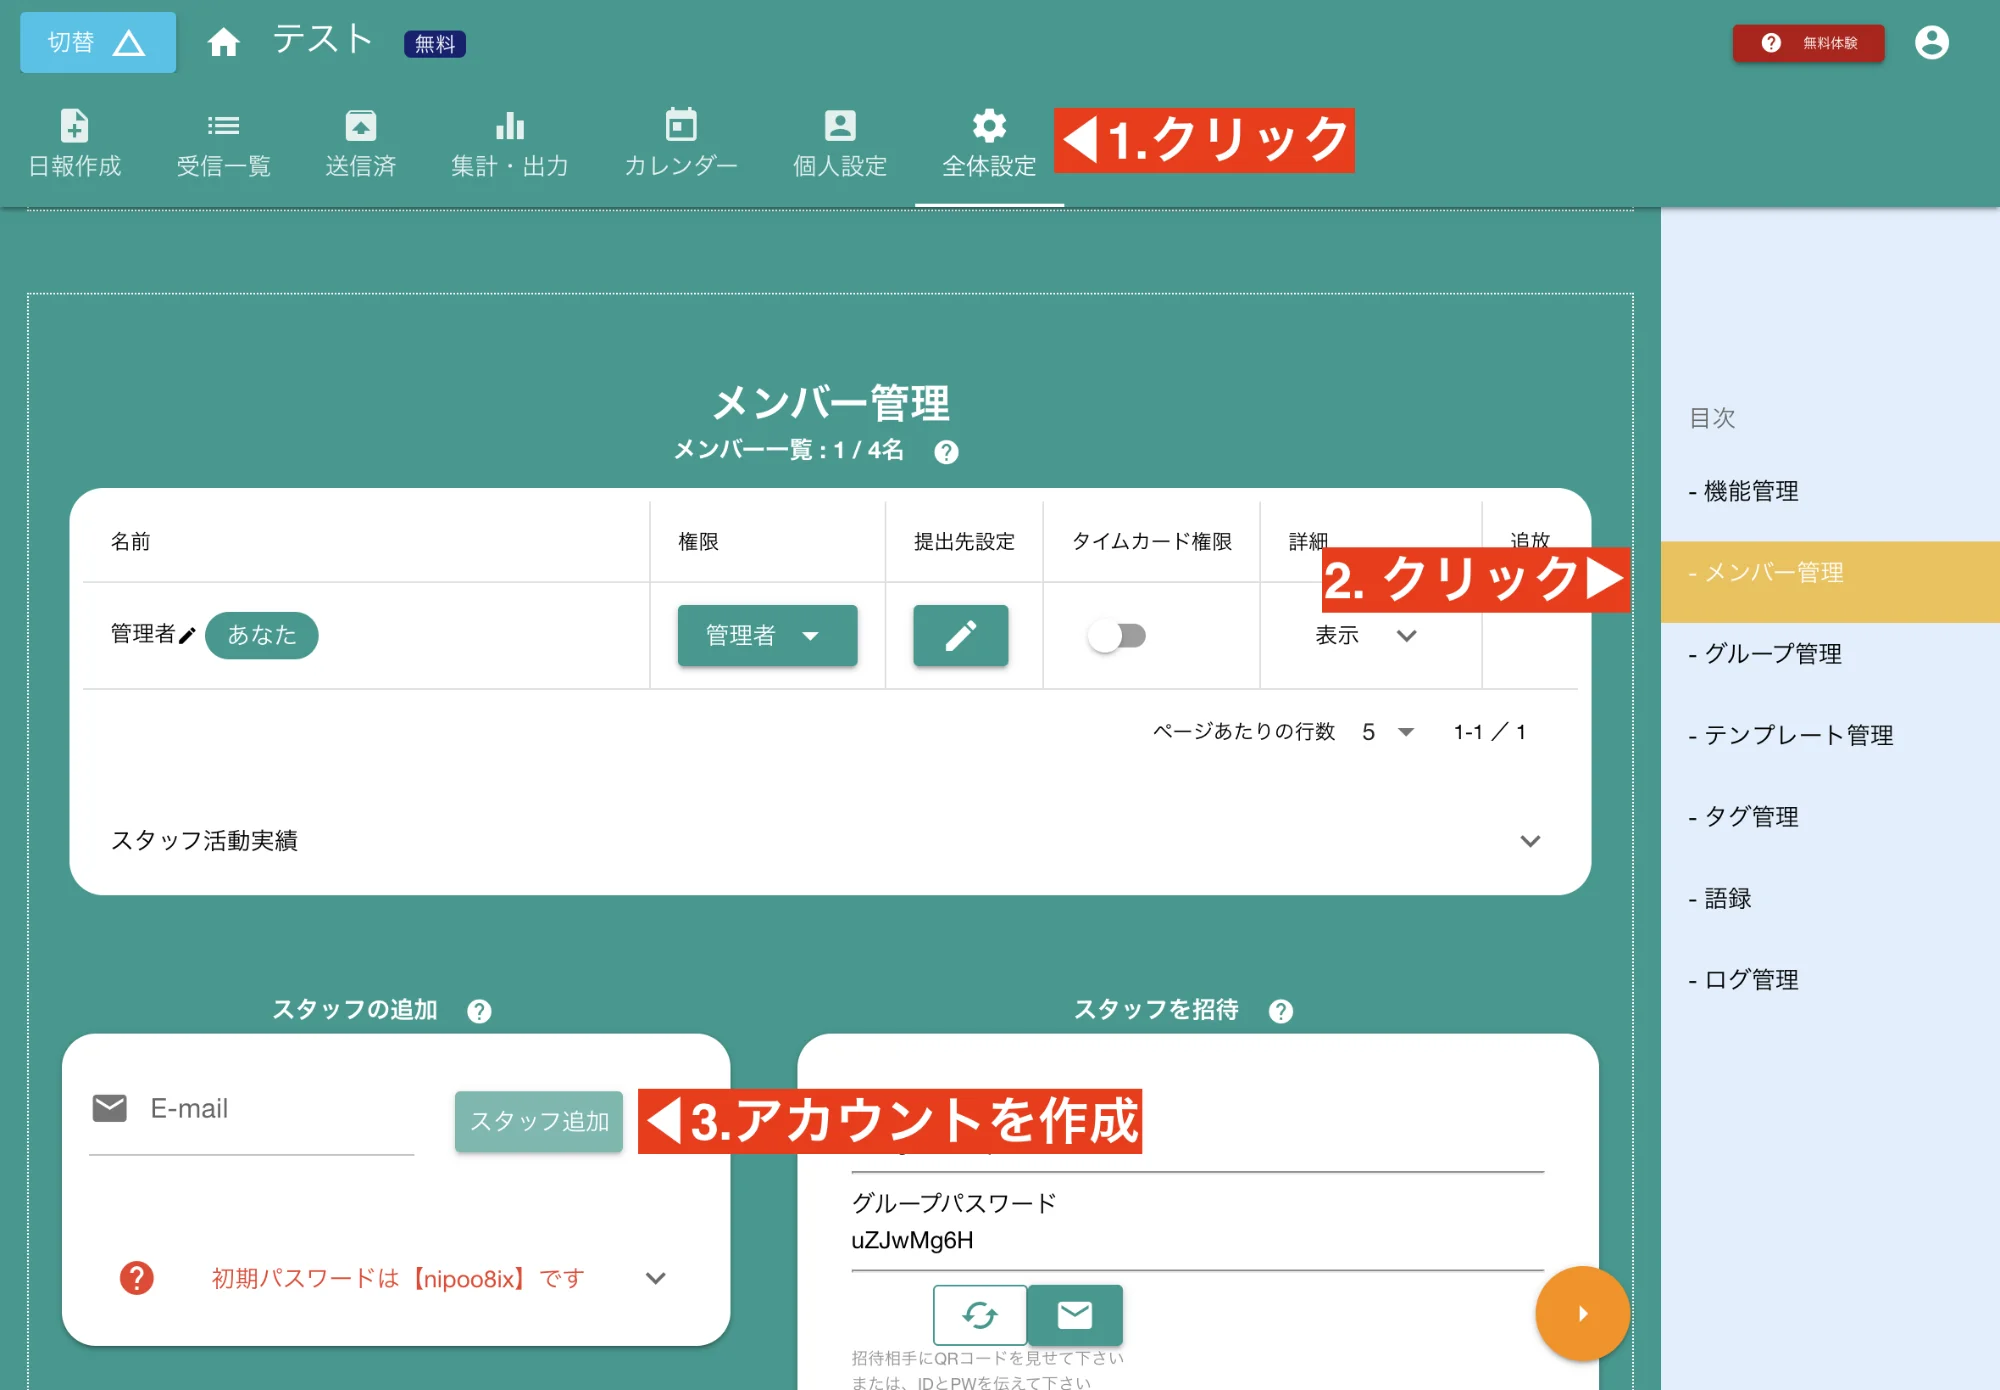 切替
テスト 無料
無料体験
日報作成 受信一覧 送信済 集計・出力 カレンダー 個人設定 全体設定
◀1.クリック
メンバー管理
メンバー一覧 : 1 / 4名
名前 権限 提出先設定 タイムカード権限 詳細 追放
2. クリック▶
管理者 あなた 管理者 表示
ページあたりの行数 5 1-1 ／ 1
スタッフ活動実績
目次
- 機能管理
- メンバー管理
- グループ管理
- テンプレート管理
- タグ管理
- 語録
- ログ管理
スタッフの追加
E-mail
スタッフ追加
◀3.アカウントを作成
初期パスワードは【nipoo8ix】です
スタッフを招待
グループパスワード
uZJwMg6H
招待相手にQRコードを見せて下さい
または、IDとPWを伝えて下さい